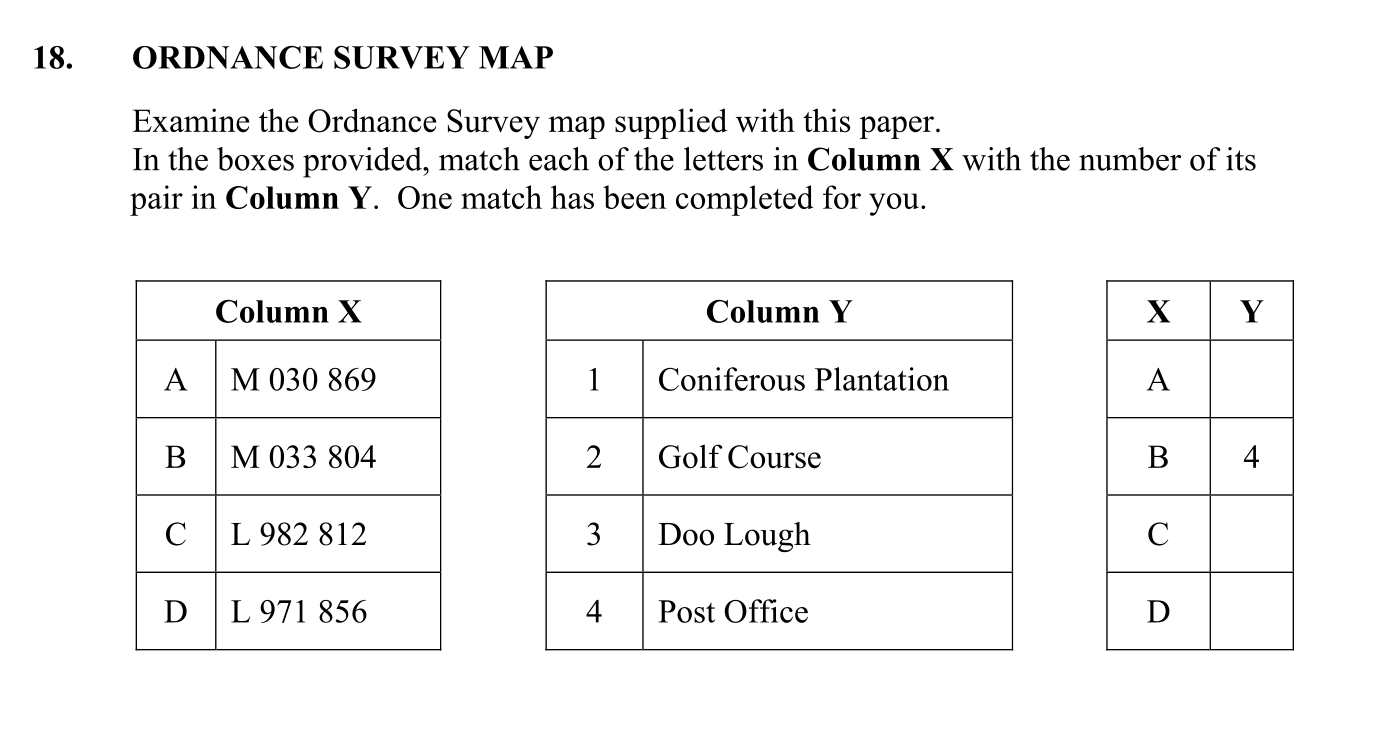 18. ORDNANCE SURVEY MAP
Examine the Ordnance Survey map supplied with this paper.
In the boxes provided, match each of the letters in Column X with the number of its
pair in Column Y. One match has been completed for you.
Column X Column Y X Y
A M 030 869 1 Coniferous Plantation A
B M 033 804 2 Golf Course B 4
C L 982 812 3 Doo Lough C
D L 971 856 4 Post Office D